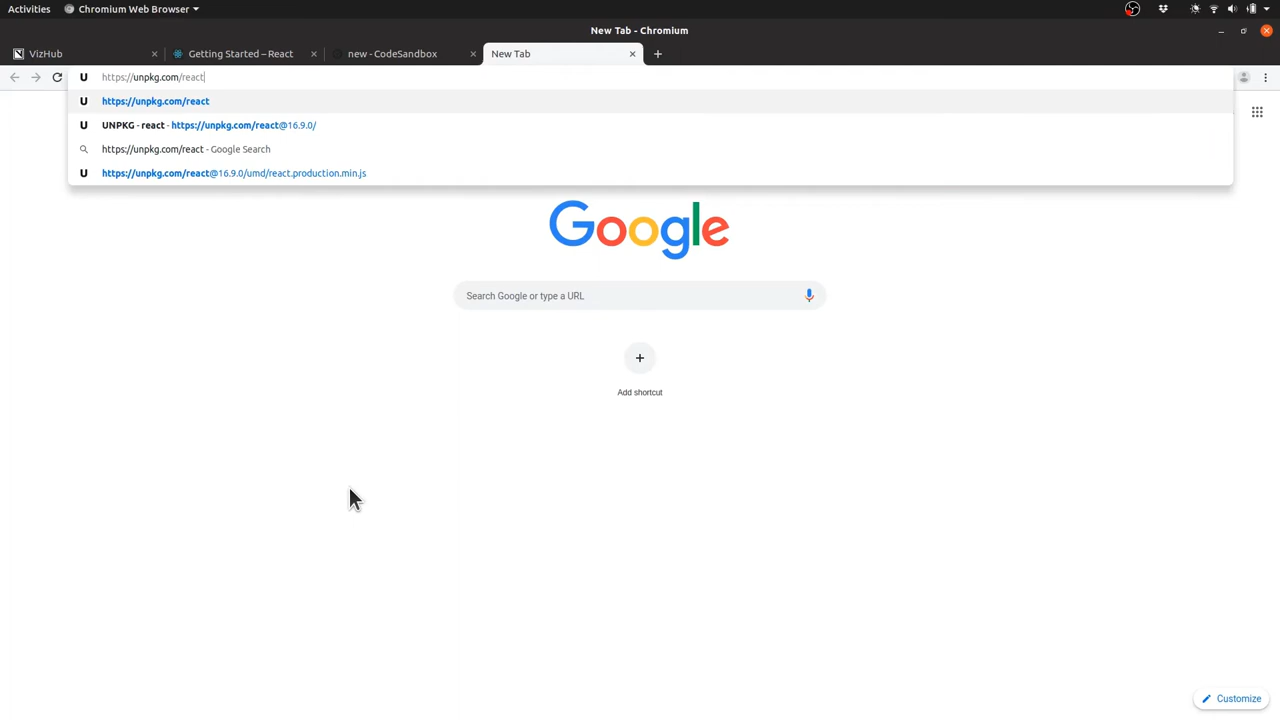 Activities
Chromium Web Browser
New Tab - Chromium
VizHub
Getting Started – React
new - CodeSandbox
New Tab
https://unpkg.com/react
https://unpkg.com/react
UNPKG - react - https://unpkg.com/react@16.9.0/
https://unpkg.com/react - Google Search
https://unpkg.com/react@16.9.0/umd/react.production.min.js
Google
Search Google or type a URL
Add shortcut
Customize